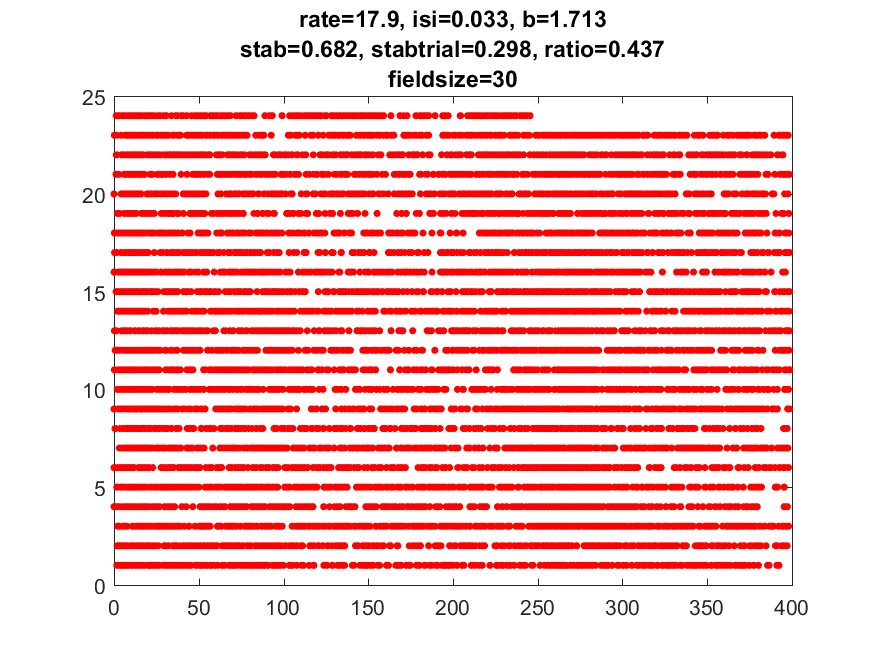 rate=17.9, isi=0.033, b=1.713
stab=0.682, stabtrial=0.298, ratio=0.437
fieldsize=30
25
20
15
10
5
0
0 50 100 150 200 250 300 350 400